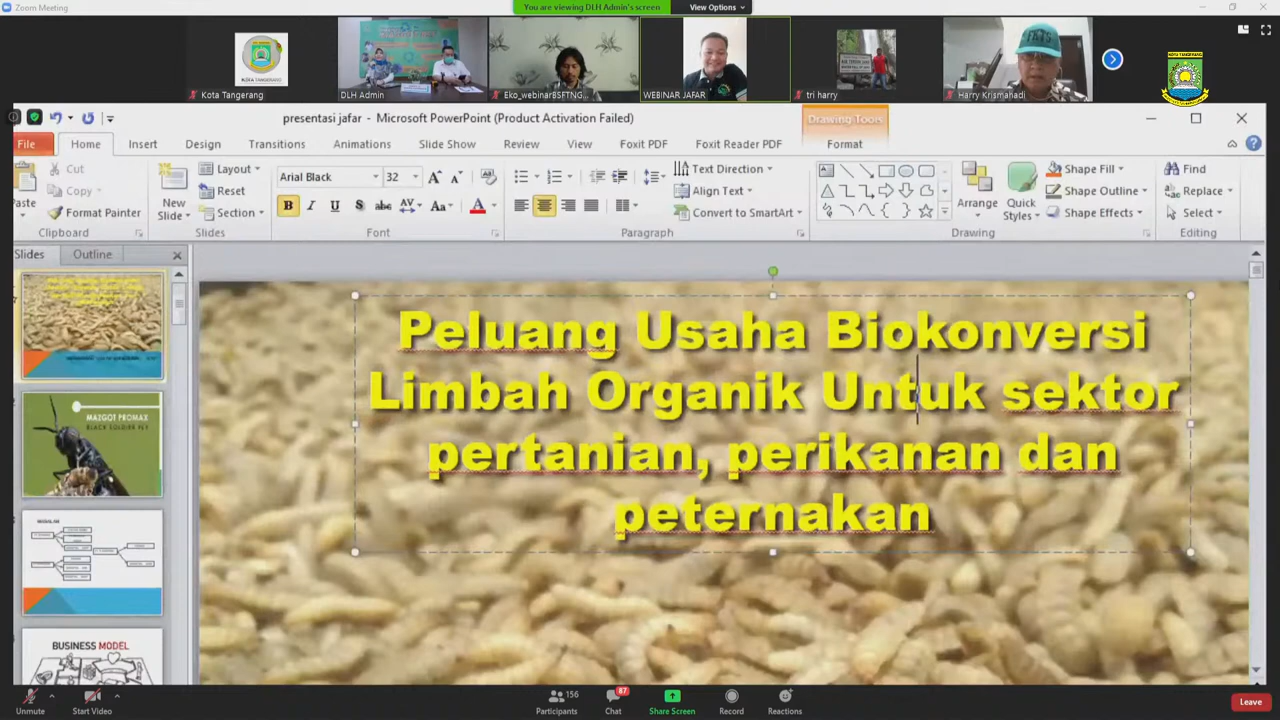 Zoom Meeting
You are viewing DLH Admin's screen
View Options
KOTA TANGERANG
Kota Tangerang
DLH Admin
Eko_webinarBSFTNG...
WEBINAR JAFAR
tri harry
Harry Krismahadi
KOTA TANGERANG
presentasi jafar - Microsoft PowerPoint (Product Activation Failed)
Drawing Tools
File
Home
Insert
Design
Transitions
Animations
Slide Show
Review
View
Foxit PDF
Foxit Reader PDF
Format
Paste
Cut
Copy
Format Painter
Clipboard
New Slide
Layout
Reset
Section
Slides
Arial Black
32
Font
Text Direction
Align Text
Convert to SmartArt
Paragraph
Arrange
Quick Styles
Shape Fill
Shape Outline
Shape Effects
Drawing
Find
Replace
Select
Editing
Slides
Outline
Peluang Usaha Biokonversi
Limbah Organik Untuk sektor
pertanian, perikanan dan
peternakan
MAZGOT PROMAX
BLACK SOLDIER FLY
BUSINESS MODEL
Unmute
Start Video
156
Participants
87
Chat
Share Screen
Record
Reactions
Leave